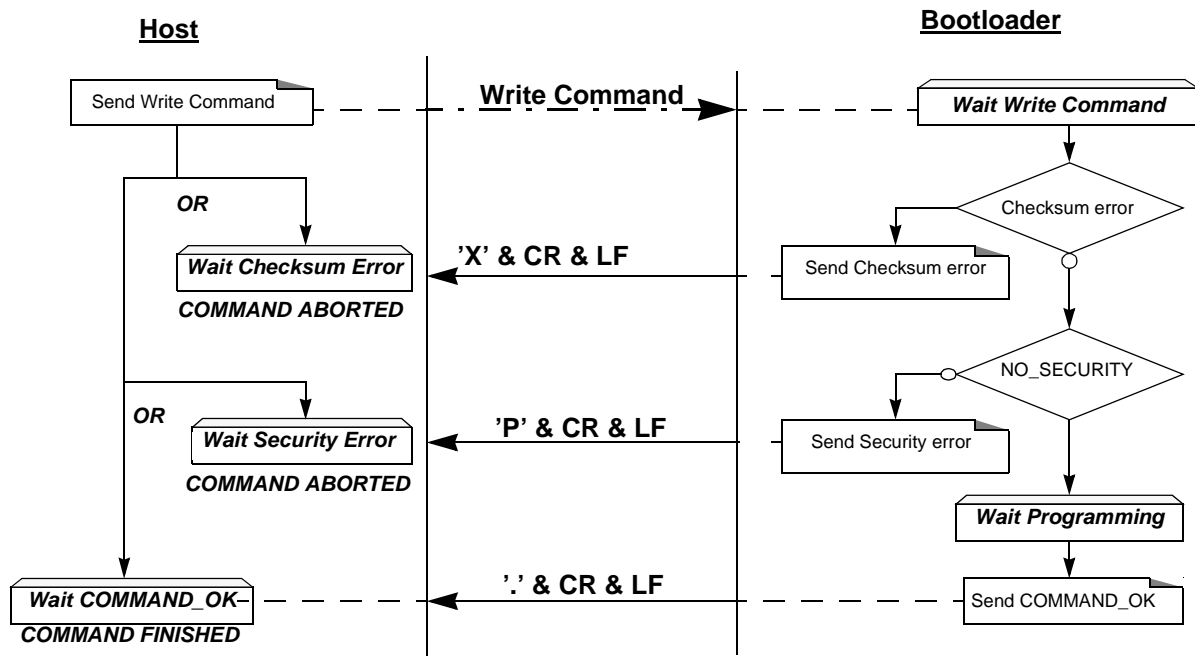 Host
Bootloader
Send Write Command
Write Command
Wait Write Command
OR
Checksum error
Wait Checksum Error
’X’ & CR & LF
Send Checksum error
COMMAND ABORTED
NO_SECURITY
OR
Wait Security Error
’P’ & CR & LF
Send Security error
COMMAND ABORTED
Wait Programming
Wait COMMAND_OK
’.’ & CR & LF
Send COMMAND_OK
COMMAND FINISHED